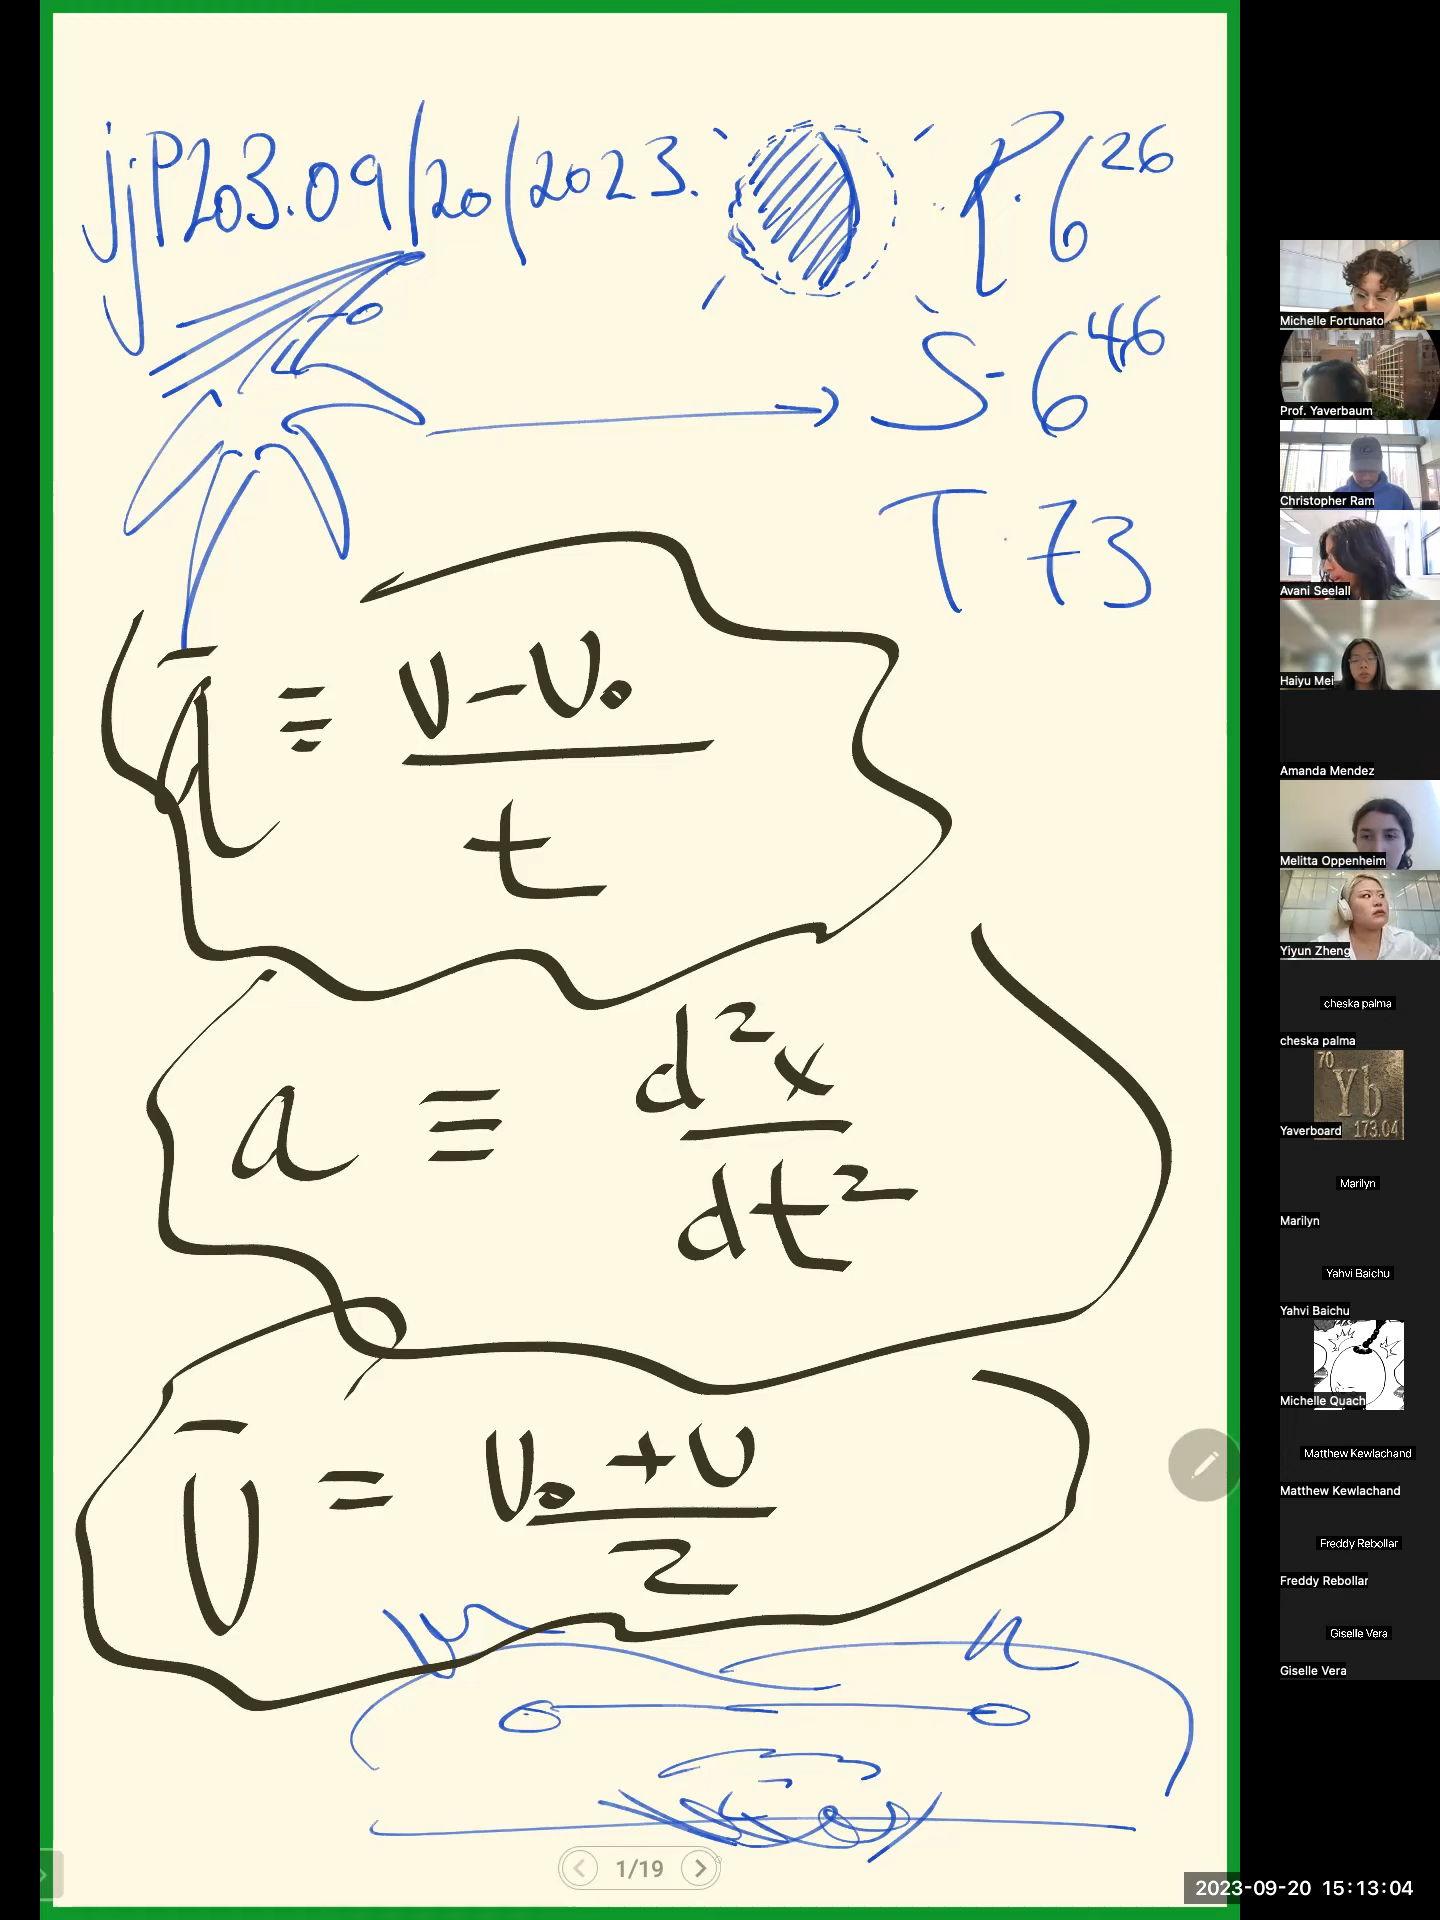 jjP203.09/20/2023.
R. 6²⁶
S- 6⁴⁶
T. 73
a̅ ≡ v-v₀
t
a ≡ d²x
dt²
v̅ = v₀ + v
2
1/19
Michelle Fortunato
Prof. Yaverbaum
Christopher Ram
Avani Seelall
Haiyu Mei
Amanda Mendez
Melitta Oppenheim
Yiyun Zheng
cheska palma
cheska palma
70
Yb
Yaverboard 173.04
Marilyn
Marilyn
Yahvi Baichu
Yahvi Baichu
Michelle Quach
Matthew Kewlachand
Matthew Kewlachand
Freddy Rebollar
Freddy Rebollar
Giselle Vera
Giselle Vera
2023-09-20 15:13:04